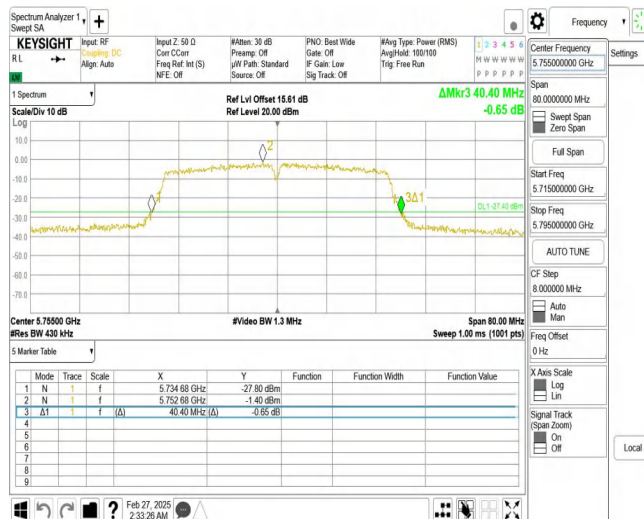 Spectrum Analyzer 1
Swept SA
+
Frequency
KEYSIGHT
R L
Input: RF
Coupling: DC
Align: Auto
Input Z: 50 Ω
Corr CCorr
Freq Ref: Int (S)
NFE: Off
#Atten: 30 dB
Preamp: Off
µW Path: Standard
Source: Off
PNO: Best Wide
Gate: Off
IF Gain: Low
Sig Track: Off
#Avg Type: Power (RMS)
Avg|Hold: 100/100
Trig: Free Run
1 2 3 4 5 6
M W W W W W
P P P P P P
1 Spectrum
Scale/Div 10 dB
Ref Lvl Offset 15.61 dB
Ref Level 20.00 dBm
ΔMkr3 40.40 MHz
-0.65 dB
Log
10.0
0.00
-10.0
-20.0
-30.0
-40.0
-50.0
-60.0
-70.0
1
2
3Δ1
DL1 -27.40 dBm
Center 5.75500 GHz
#Res BW 430 kHz
#Video BW 1.3 MHz
Span 80.00 MHz
Sweep 1.00 ms (1001 pts)
5 Marker Table
Mode Trace Scale X Y Function Function Width Function Value
1 N 1 f 5.734 68 GHz -27.80 dBm
2 N 1 f 5.752 68 GHz -1.40 dBm
3 Δ1 1 f (Δ) 40.40 MHz (Δ) -0.65 dB
4
5
6
7
8
9
Feb 27, 2025
2:33:26 AM
Center Frequency
5.755000000 GHz
Settings
Span
80.0000000 MHz
Swept Span
Zero Span
Full Span
Start Freq
5.715000000 GHz
Stop Freq
5.795000000 GHz
AUTO TUNE
CF Step
8.000000 MHz
Auto
Man
Freq Offset
0 Hz
X Axis Scale
Log
Lin
Signal Track
(Span Zoom)
On
Off
Local